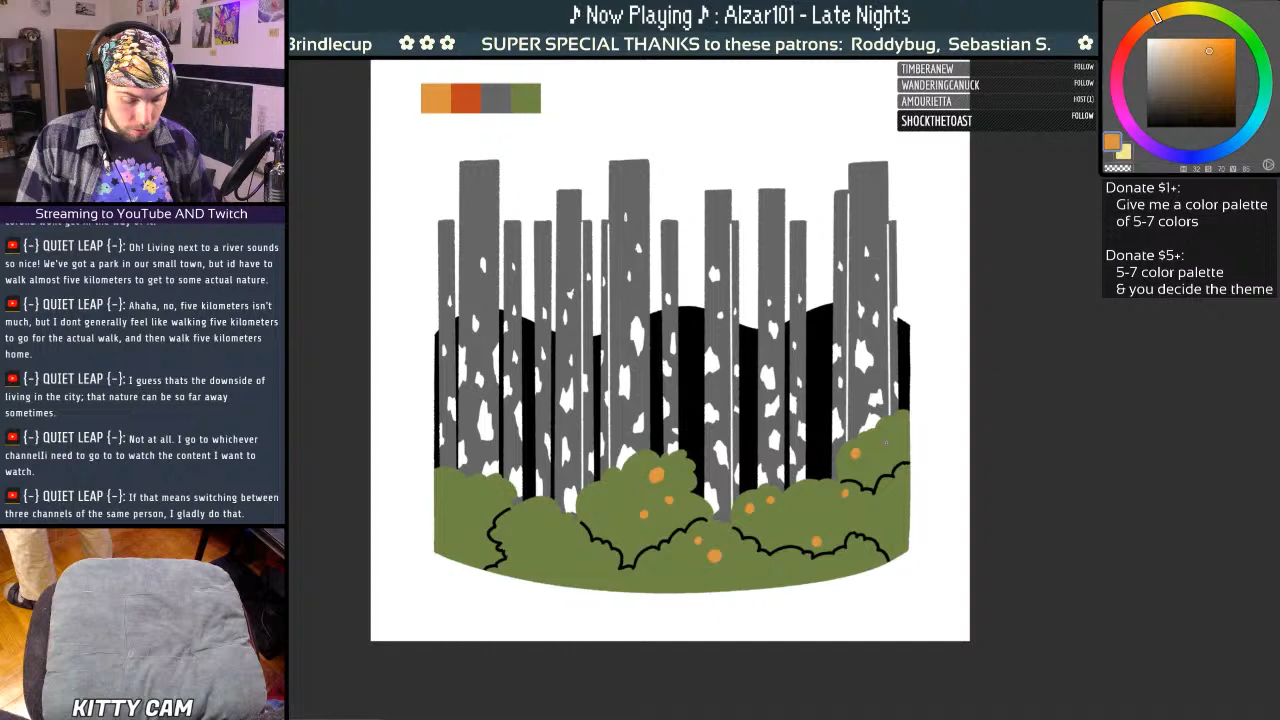 ♪ Now Playing ♪ : Alzar101 - Late Nights
Brindlecup ✿ ✿ ✿ SUPER SPECIAL THANKS to these patrons: Roddybug, Sebastian S. ✿
TIMBERANEW FOLLOW
WANDERINGCANUCK FOLLOW
AMOURIETTA HOST(1)
SHOCKTHETOAST FOLLOW
Donate $1+:
Give me a color palette
of 5-7 colors
Donate $5+:
5-7 color palette
& you decide the theme
Streaming to YouTube AND Twitch
{-} QUIET LEAP {-}: Oh! Living next to a river sounds
so nice! We've got a park in our small town, but id have to
walk almost five kilometers to get to some actual nature.
{-} QUIET LEAP {-}: Ahaha, no, five kilometers isn't
much, but I dont generally feel like walking five kilometers
to go for the actual walk, and then walk five kilometers
home.
{-} QUIET LEAP {-}: I guess thats the downside of
living in the city; that nature can be so far away
sometimes.
{-} QUIET LEAP {-}: Not at all. I go to whichever
channelIi need to go to to watch the content I want to
watch.
{-} QUIET LEAP {-}: If that means switching between
three channels of the same person, I gladly do that.
KITTY CAM